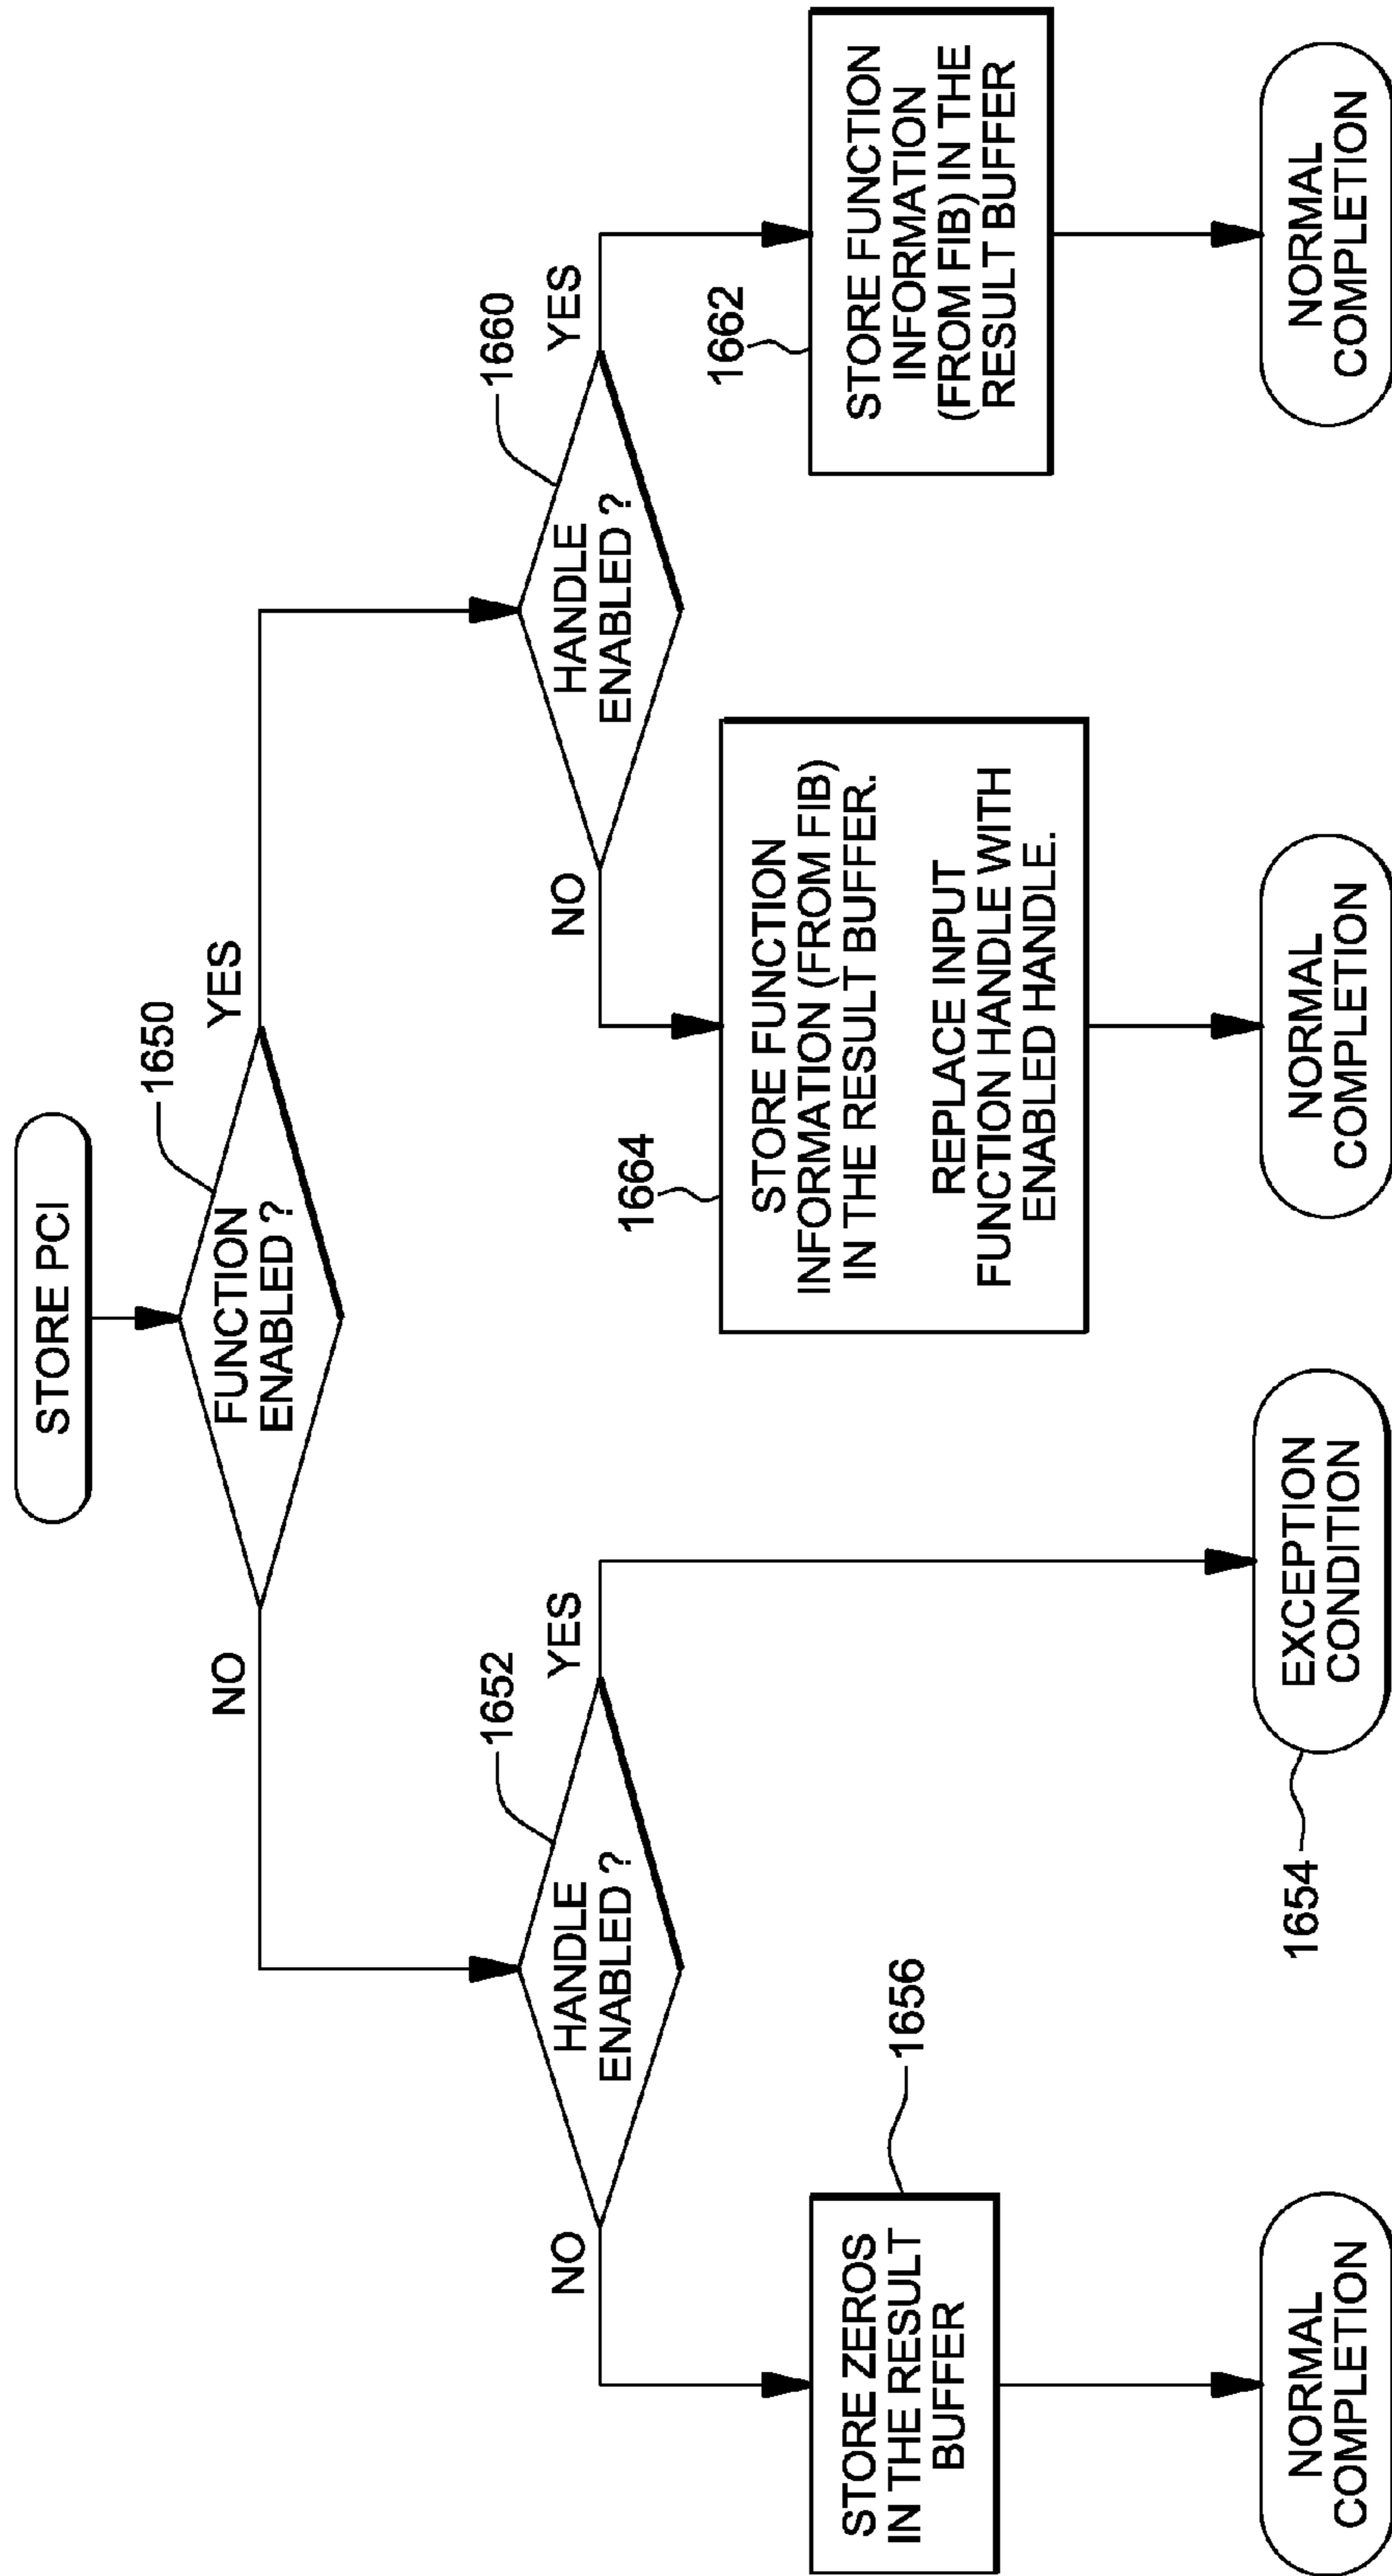 STORE PCI
1650
FUNCTION
ENABLED ?
NO
YES
1652
HANDLE
ENABLED ?
NO
YES
1660
HANDLE
ENABLED ?
NO
YES
1656
STORE ZEROS
IN THE RESULT
BUFFER
1664
STORE FUNCTION
INFORMATION (FROM FIB)
IN THE RESULT BUFFER.
REPLACE INPUT
FUNCTION HANDLE WITH
ENABLED HANDLE.
1662
STORE FUNCTION
INFORMATION
(FROM FIB) IN THE
RESULT BUFFER
NORMAL
COMPLETION
1654
EXCEPTION
CONDITION
NORMAL
COMPLETION
NORMAL
COMPLETION